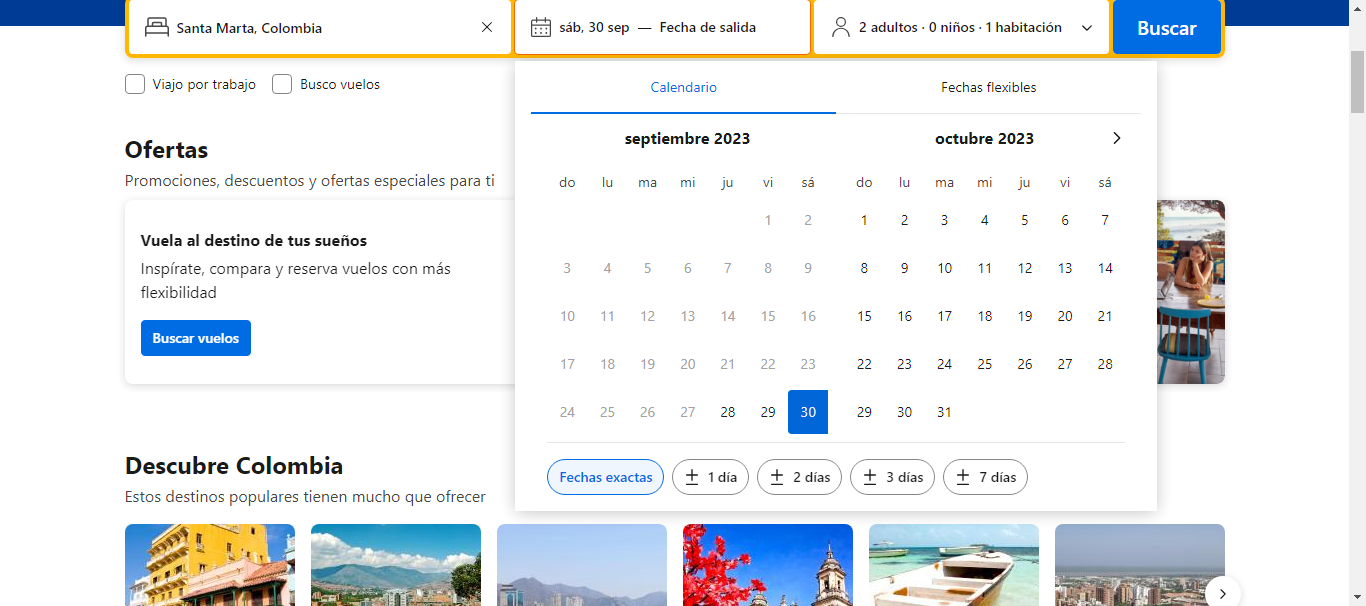 Santa Marta, Colombia
sáb, 30 sep — Fecha de salida
2 adultos · 0 niños · 1 habitación
Buscar
Viajo por trabajo
Busco vuelos
Calendario
Fechas flexibles
Ofertas
Promociones, descuentos y ofertas especiales para ti
Vuela al destino de tus sueños
Inspírate, compara y reserva vuelos con más
flexibilidad
Buscar vuelos
septiembre 2023
do lu ma mi ju vi sá
1 2
3 4 5 6 7 8 9
10 11 12 13 14 15 16
17 18 19 20 21 22 23
24 25 26 27 28 29 30
octubre 2023
do lu ma mi ju vi sá
1 2 3 4 5 6 7
8 9 10 11 12 13 14
15 16 17 18 19 20 21
22 23 24 25 26 27 28
29 30 31
Fechas exactas
± 1 día
± 2 días
± 3 días
± 7 días
Descubre Colombia
Estos destinos populares tienen mucho que ofrecer